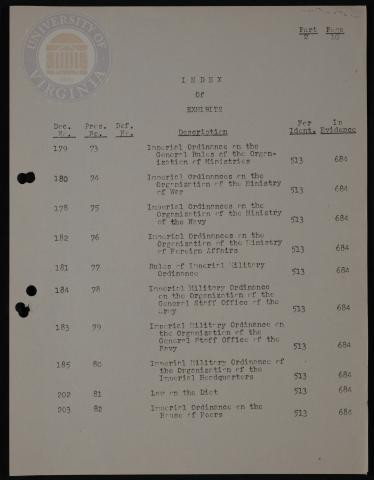 UNIVERSITY OF VIRGINIA
Part Page
2 10
INDEX
Of
EXHIBITS
Doc. Pros. Def. For In
No. No. No. Description Ident. Evidence
179 73 Imperial Ordinance on the
General Rules of the Organ-
ization of Ministries 513 684
180 74 Imperial Ordinances on the
Organization of the Ministry
of War 513 684
178 75 Imperial Ordinances on the
Organization of the Ministry
of the Navy 513 684
182 76 Imperial Ordinances on the
Organization of the Ministry
of Foreign Affairs 513 684
181 77 Rules of Imperial Military
Ordinance 513 684
184 78 Imperial Military Ordinance
on the Organization of the
General Staff Office of the
Army 513 684
183 79 Imperial Military Ordinance on
the Organization of the
General Staff Office of the
Navy 513 684
185 80 Imperial Military Ordinance of
the Organization of the
Imperial Headquarters 513 684
202 81 Law on the Diet 513 684
203 82 Imperial Ordinance on the
House of Peers 513 684